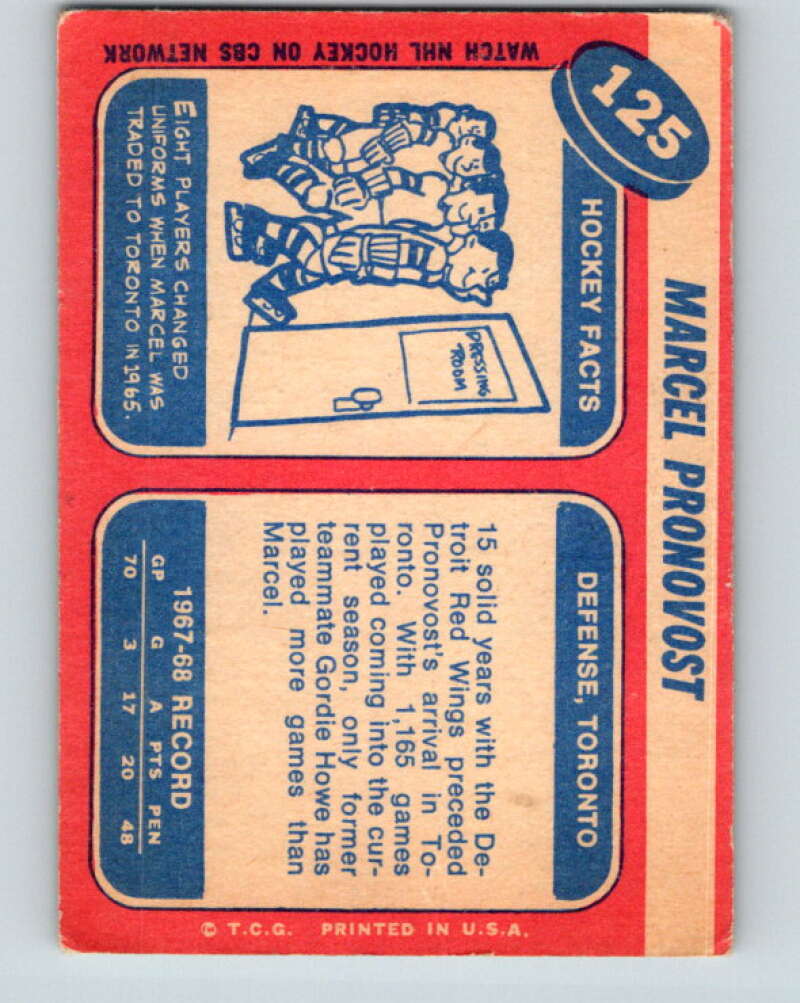 125
MARCEL PRONOVOST
HOCKEY FACTS
DRESSING
ROOM
EIGHT PLAYERS CHANGED
UNIFORMS WHEN MARCEL WAS
TRADED TO TORONTO IN 1965.
WATCH NHL HOCKEY ON CBS NETWORK
DEFENSE, TORONTO
15 solid years with the De-
troit Red Wings preceded
Pronovost's arrival in To-
ronto. With 1,165 games
played coming into the cur-
rent season, only former
teammate Gordie Howe has
played more games than
Marcel.
1967-68 RECORD
GP G A PTS PEN
70 3 17 20 48
© T.C.G. PRINTED IN U.S.A.